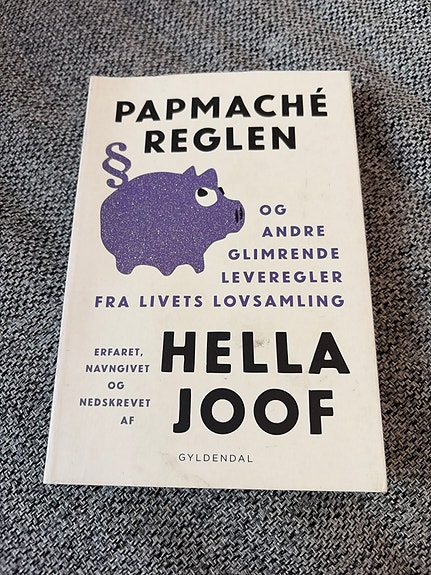 PAPMACHÉ
REGLEN
§
OG
ANDRE
GLIMRENDE
LEVEREGLER
FRA LIVETS LOVSAMLING
ERFARET,
NAVNGIVET
OG
NEDSKREVET
AF
HELLA
JOOF
GYLDENDAL